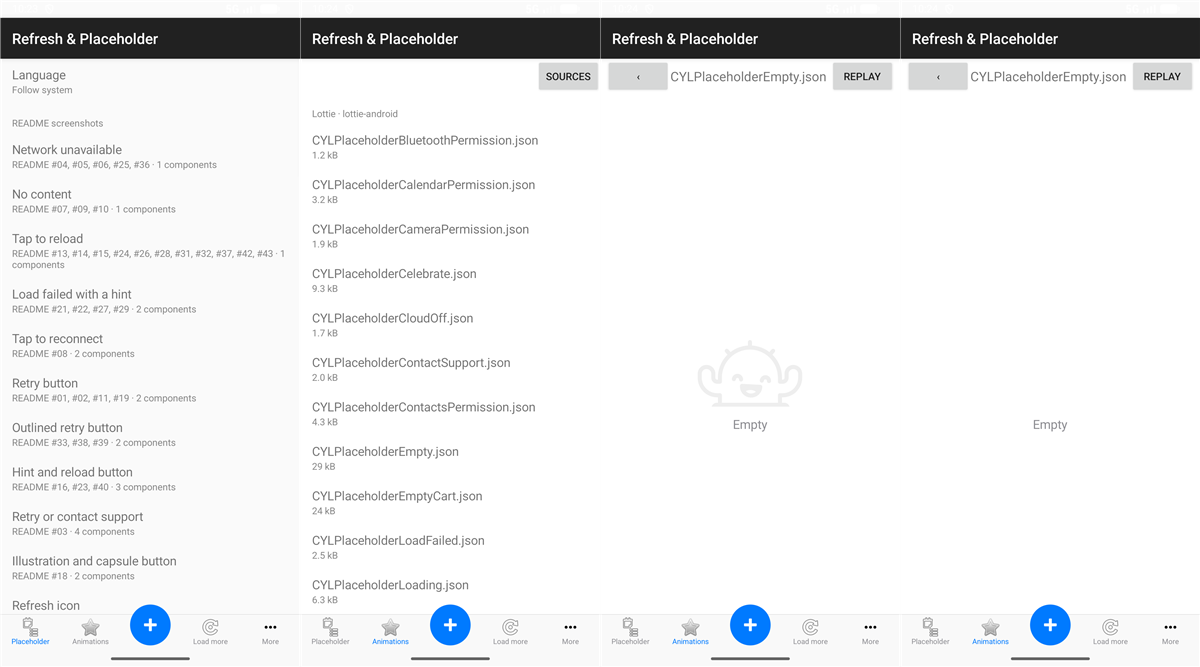 Refresh & Placeholder
Language
Follow system
README screenshots
Network unavailable
README #04, #05, #06, #25, #36 · 1 components
No content
README #07, #09, #10 · 1 components
Tap to reload
README #13, #14, #15, #24, #26, #28, #31, #32, #37, #42, #43 · 1
components
Load failed with a hint
README #21, #22, #27, #29 · 2 components
Tap to reconnect
README #08 · 2 components
Retry button
README #01, #02, #11, #19 · 2 components
Outlined retry button
README #33, #38, #39 · 2 components
Hint and reload button
README #16, #23, #40 · 3 components
Retry or contact support
README #03 · 4 components
Illustration and capsule button
README #18 · 2 components
Refresh icon
Placeholder
Animations
+
Load more
More
Refresh & Placeholder
SOURCES
Lottie · lottie-android
CYLPlaceholderBluetoothPermission.json
1.2 kB
CYLPlaceholderCalendarPermission.json
3.2 kB
CYLPlaceholderCameraPermission.json
1.9 kB
CYLPlaceholderCelebrate.json
9.3 kB
CYLPlaceholderCloudOff.json
1.7 kB
CYLPlaceholderContactSupport.json
2.0 kB
CYLPlaceholderContactsPermission.json
4.3 kB
CYLPlaceholderEmpty.json
29 kB
CYLPlaceholderEmptyCart.json
24 kB
CYLPlaceholderLoadFailed.json
2.5 kB
CYLPlaceholderLoading.json
6.3 kB
Placeholder
Animations
+
Load more
More
Refresh & Placeholder
‹ CYLPlaceholderEmpty.json REPLAY
Empty
Placeholder
Animations
+
Load more
More
Refresh & Placeholder
‹ CYLPlaceholderEmpty.json REPLAY
Empty
Placeholder
Animations
+
Load more
More